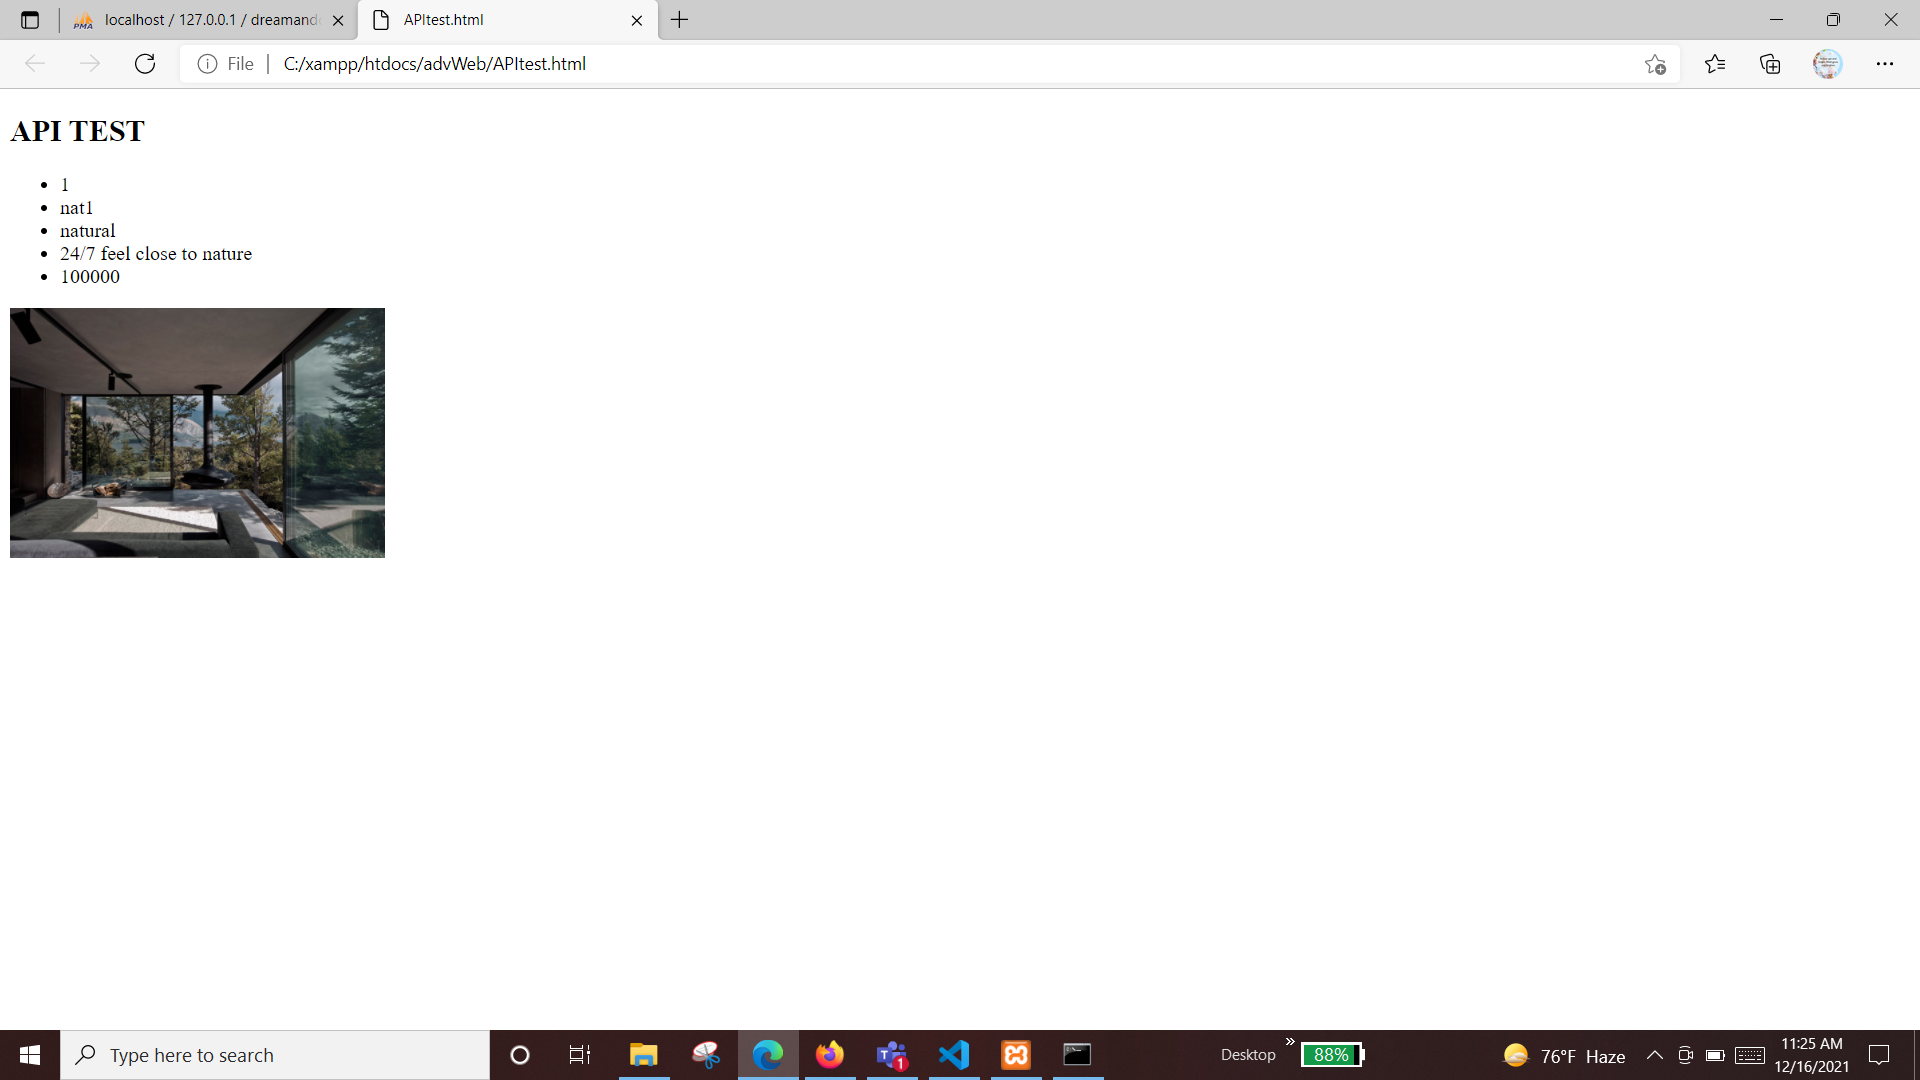 PMA
localhost / 127.0.0.1 / dreamand
APItest.html
File
C:/xampp/htdocs/advWeb/APItest.html
API TEST
1
nat1
natural
24/7 feel close to nature
100000
Type here to search
1
Desktop
88%
76°F Haze
11:25 AM
12/16/2021